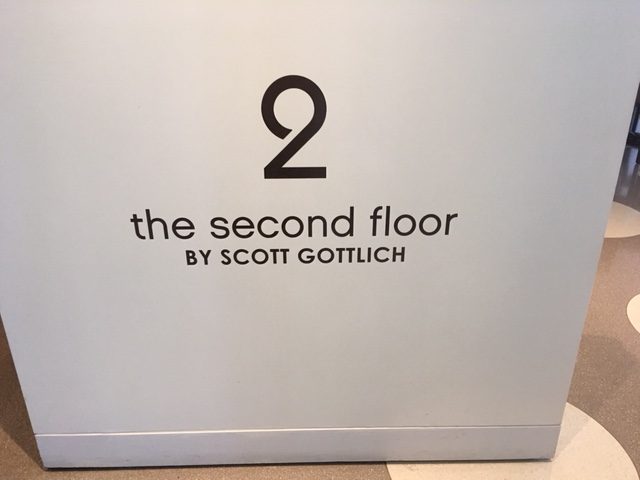 2
the second floor
BY SCOTT GOTTLICH